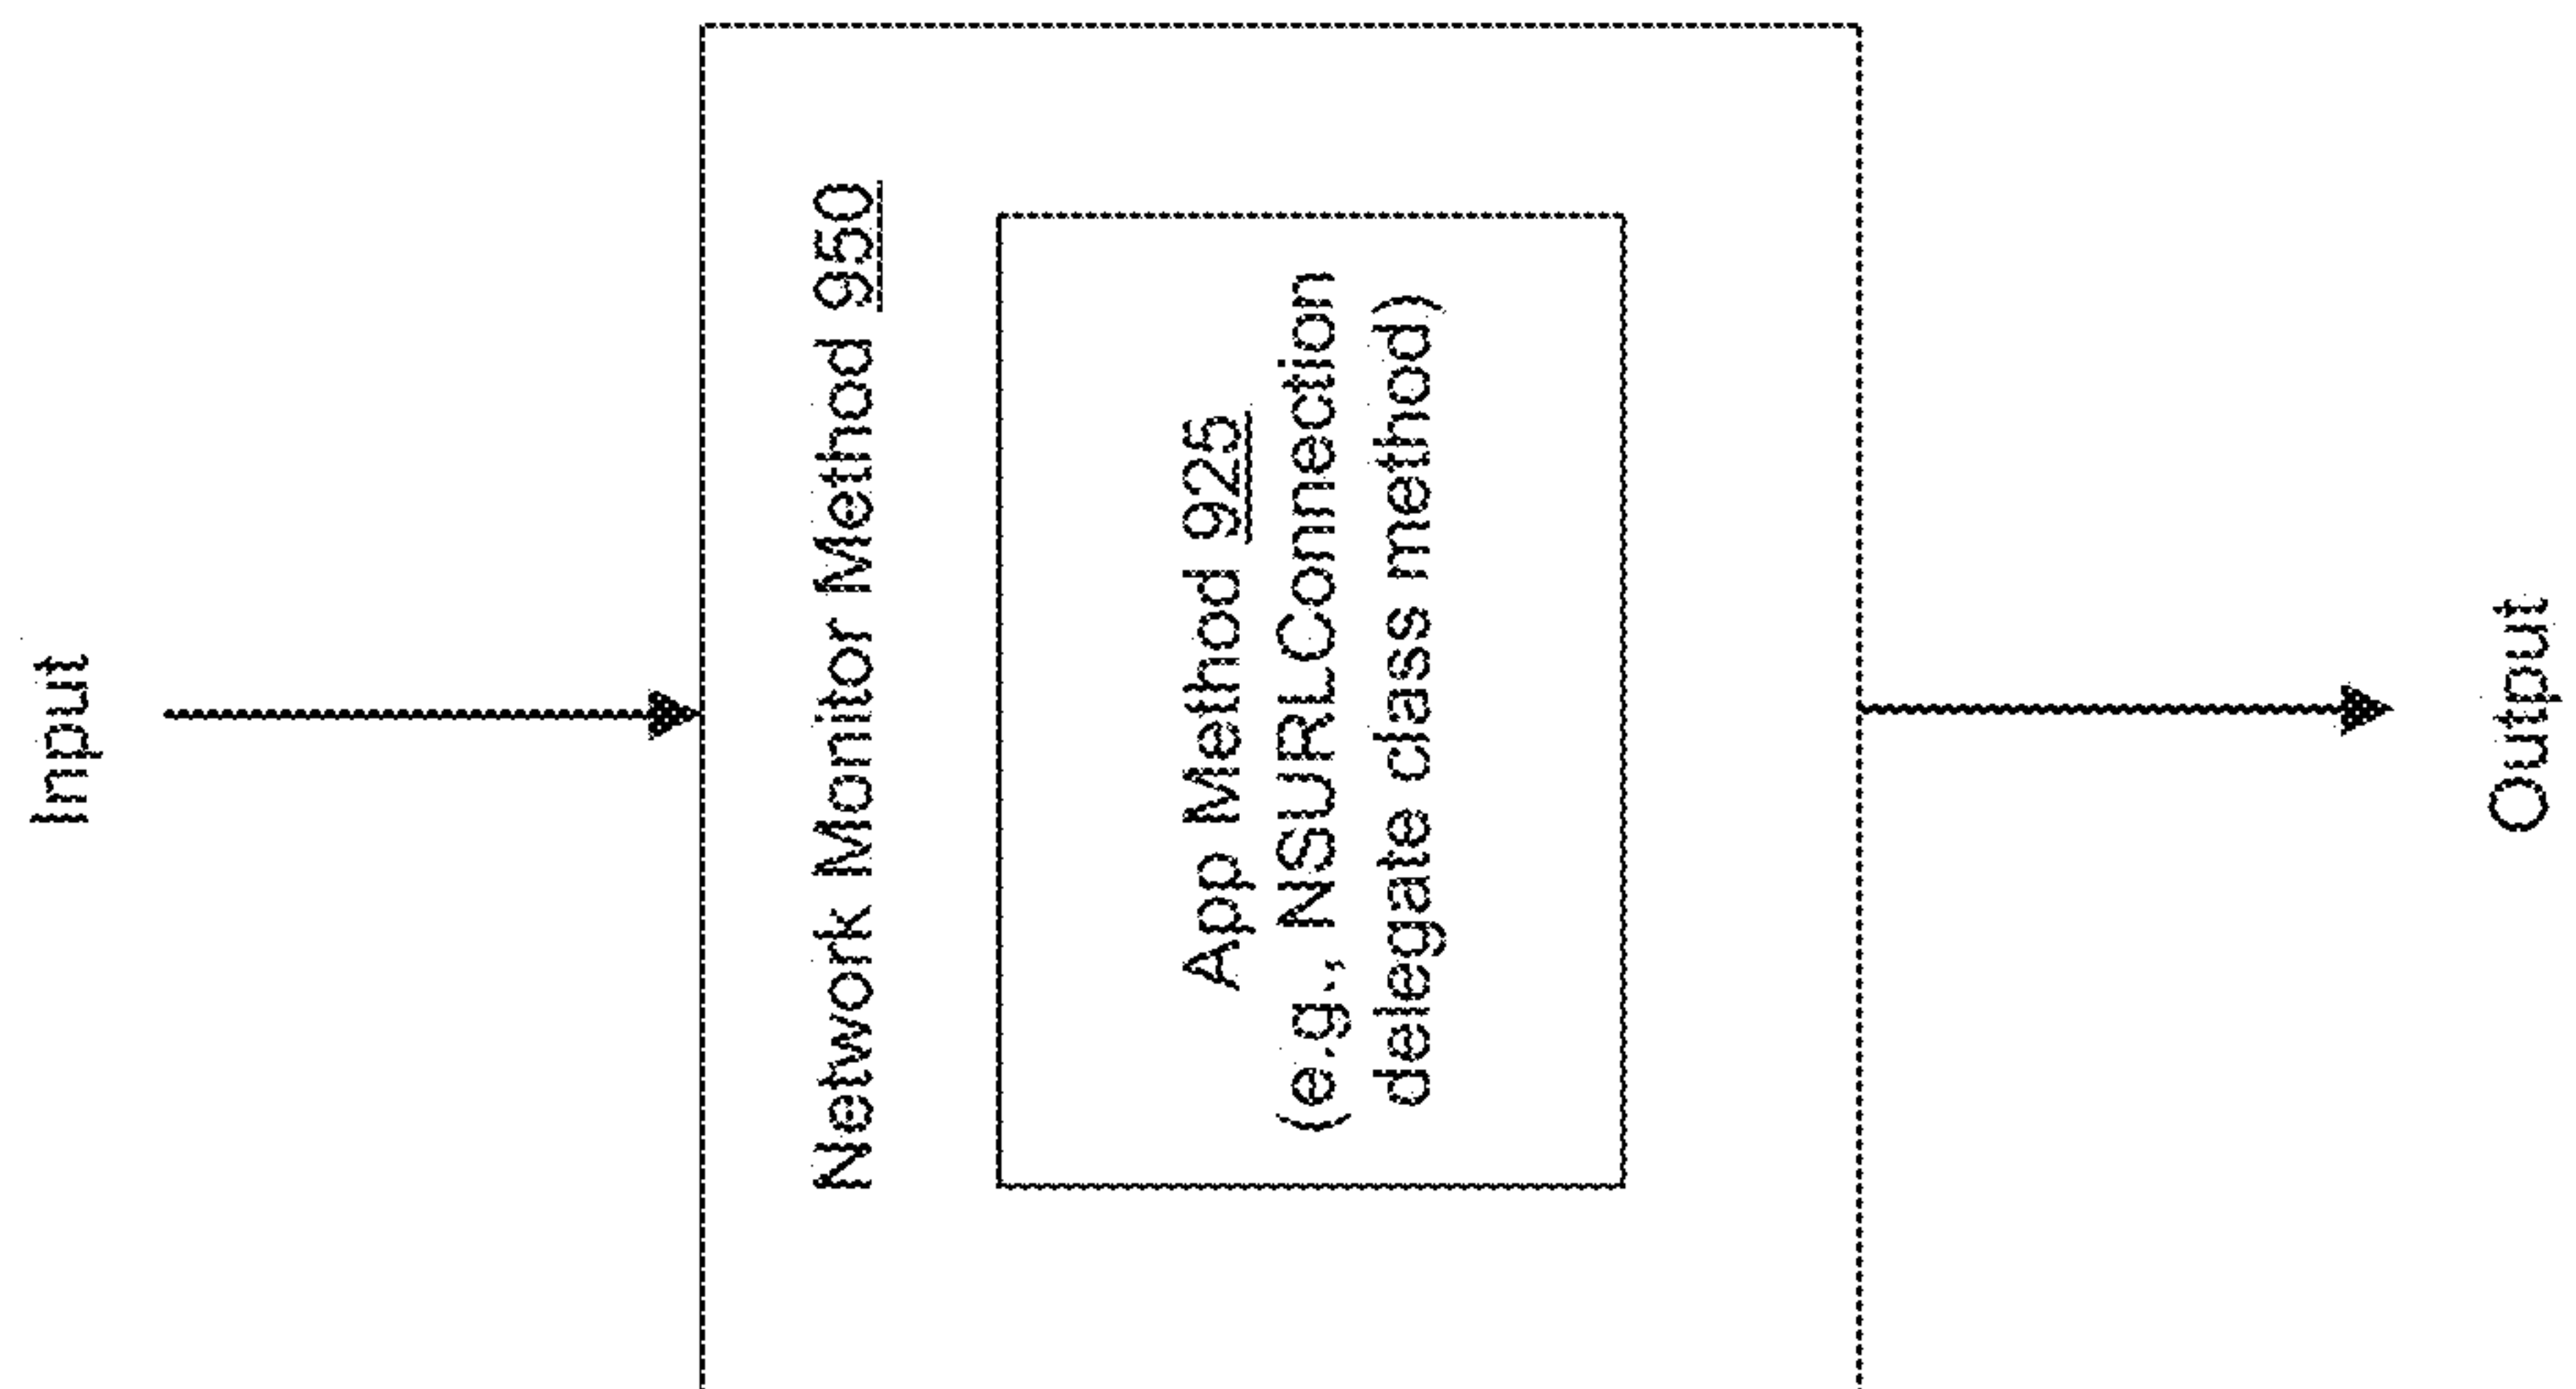 Input
Network Monitor Method 950
App Method 925
(e.g., NSURLConnection
delegate class method)
Output